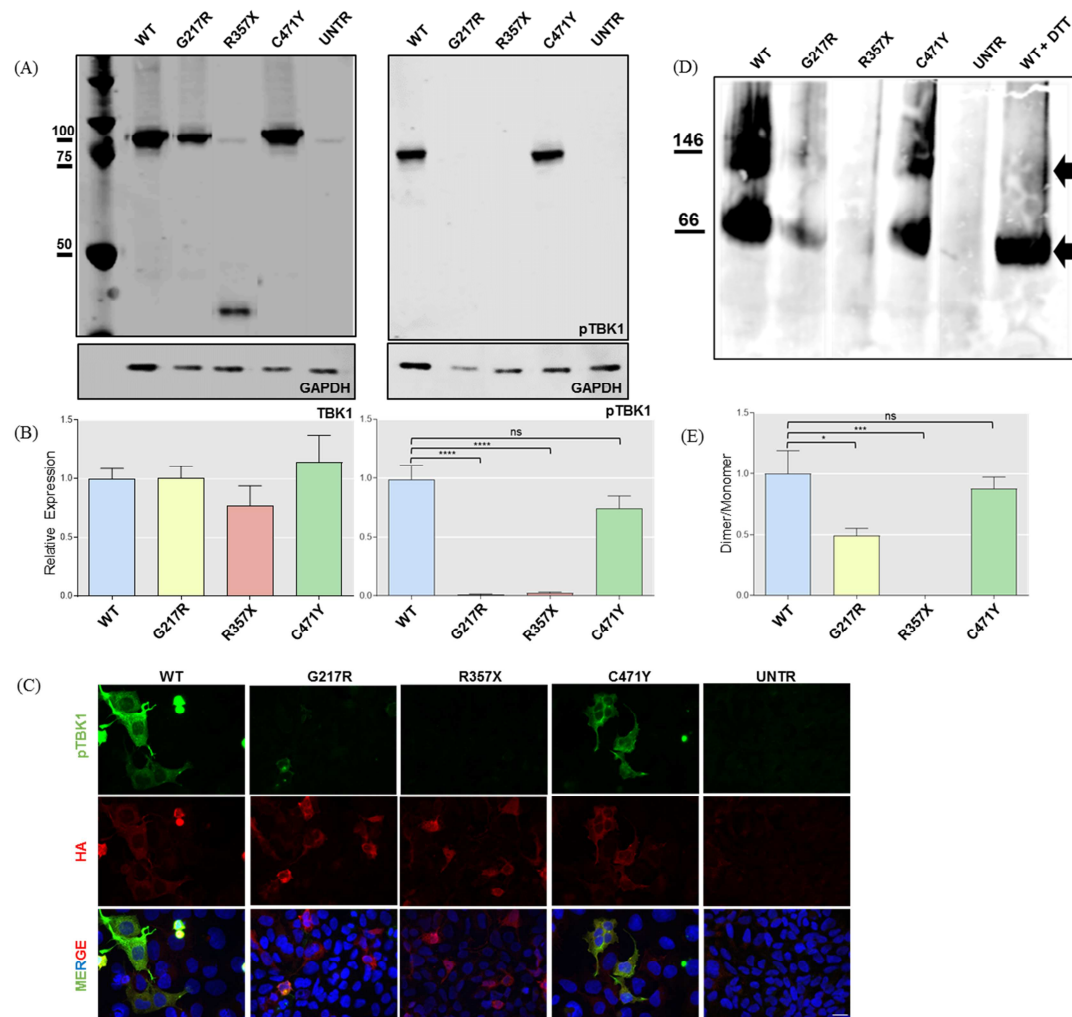 (A)
WT G217R R357X C471Y UNTR
100
75
50
GAPDH
WT G217R R357X C471Y UNTR
pTBK1
GAPDH
(D)
WT G217R R357X C471Y UNTR WT + DTT
146
66
(B)
TBK1
Relative Expression
1.5
1.0
0.5
0.0
WT G217R R357X C471Y
pTBK1
ns
****
****
1.5
1.0
0.5
0.0
WT G217R R357X C471Y
(E)
ns
***
*
Dimer/Monomer
1.5
1.0
0.5
0.0
WT G217R R357X C471Y
(C)
WT G217R R357X C471Y UNTR
pTBK1
HA
MERGE